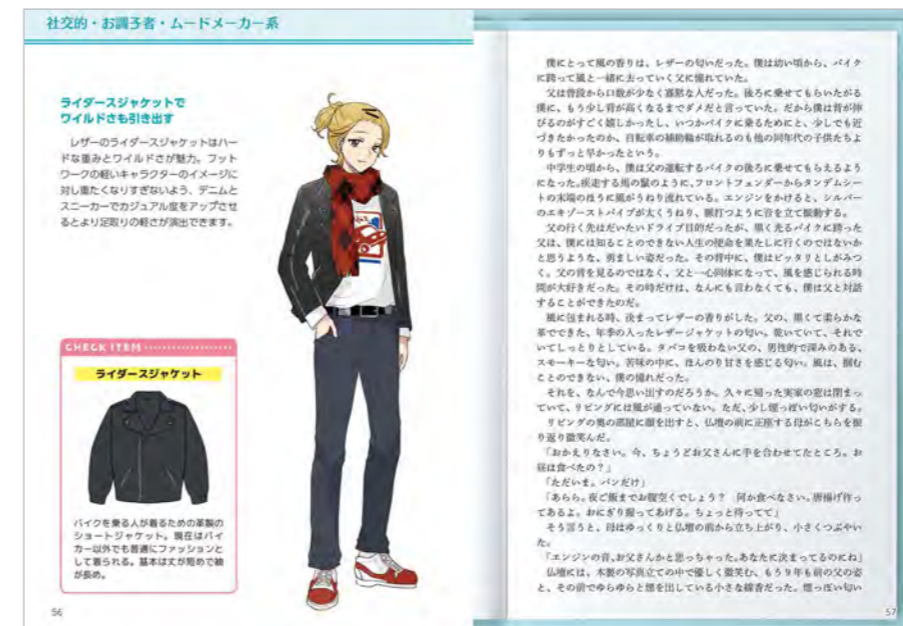 社交的・お調子者・ムードメーカー系
ライダースジャケットで
ワイルドさも引き出す
　レザーのライダースジャケットはハー
ドな重みとワイルドさが魅力。フット
ワークの軽いキャラクターのイメージに
対し重たくなりすぎないよう、デニムと
スニーカーでカジュアル度をアップさせ
るとより足取りの軽さが演出できます。
CHECK ITEM
ライダースジャケット
バイクを乗る人が着るための革製の
ショートジャケット。現在はバイ
カー以外でも普通にファッションと
して着られる。基本は丈が短めで袖
が長め。
56
　僕にとって風の香りは、レザーの匂いだった。僕は幼い頃から、バイク
に跨って風と一緒に去っていく父に憧れていた。
　父は普段から口数が少なく寡黙な人だった。後ろに乗せてもらいたがる
僕に、もう少し背が高くなるまでダメだと言っていた。だから僕は背が伸
びるのがすごく嬉しかったし、いつかバイクに乗るためにと、少しでも近
づきたかったのか、自転車の補助輪が取れるのも他の同年代の子供たちよ
りもずっと早かったという。
　中学生の頃から、僕は父の運転するバイクの後ろに乗せてもらえるよう
になった。疾走する馬の鬣のように、フロントフェンダーからタンデムシー
トの末端のほうに風がうねり流れている。エンジンをかけると、シルバー
のエキゾーストパイプが太くうねり、脈打つように音を立て振動する。
　父の行く先はだいたいドライブ目的だったが、黒く光るバイクに跨った
父は、僕には知ることのできない人生の使命を果たしに行くのではないか
と思うような、勇ましい姿だった。その背中に、僕はピッタリとしがみつ
く。父の背を見るのではなく、父と一心同体になって、風を感じられる時
間が大好きだった。その時だけは、なんにも言わなくても、僕は父と対話
することができたのだ。
　風に包まれる時、決まってレザーの香りがした。父の、黒くて柔らかな
革でできた、年季の入ったレザージャケットの匂い。乾いていて、それで
いてしっとりとしている。タバコを吸わない父の、男性的で深みのある、
スモーキーな匂い。苦味の中に、ほんのり甘さを感じる匂い。風は、掴む
ことのできない、僕の憧れだった。
　それを、なんで今思い出すのだろうか。久々に帰った実家の窓は閉まっ
ていて、リビングには風が通っていない。ただ、少し煙っぽい匂いがする。
　リビングの奥の部屋に顔を出すと、仏壇の前に正座する母がこちらを振
り返り微笑んだ。
「おかえりなさい。今、ちょうどお父さんに手を合わせてたところ。お
昼は食べたの？」
「ただいま。パンだけ」
「あらら。夜ご飯までお腹空くでしょう？　何か食べなさい。唐揚げ作っ
てあるよ。おにぎり握ってあげる。ちょっと待ってて」
　そう言うと、母はゆっくりと仏壇の前から立ち上がり、小さくつぶやい
た。
「エンジンの音、お父さんかと思っちゃった。あなたに決まってるのにね」
　仏壇には、木製の写真立ての中で優しく微笑む、もう９年も前の父の姿
と、その前でゆらゆらと煙を出している小さな線香だった。煙っぽい匂い
57